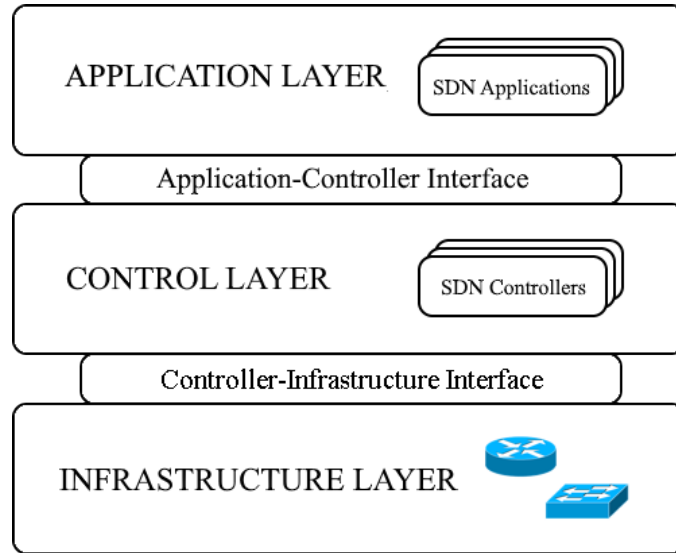 APPLICATION LAYER
SDN Applications
Application-Controller Interface
CONTROL LAYER
SDN Controllers
Controller-Infrastructure Interface
INFRASTRUCTURE LAYER